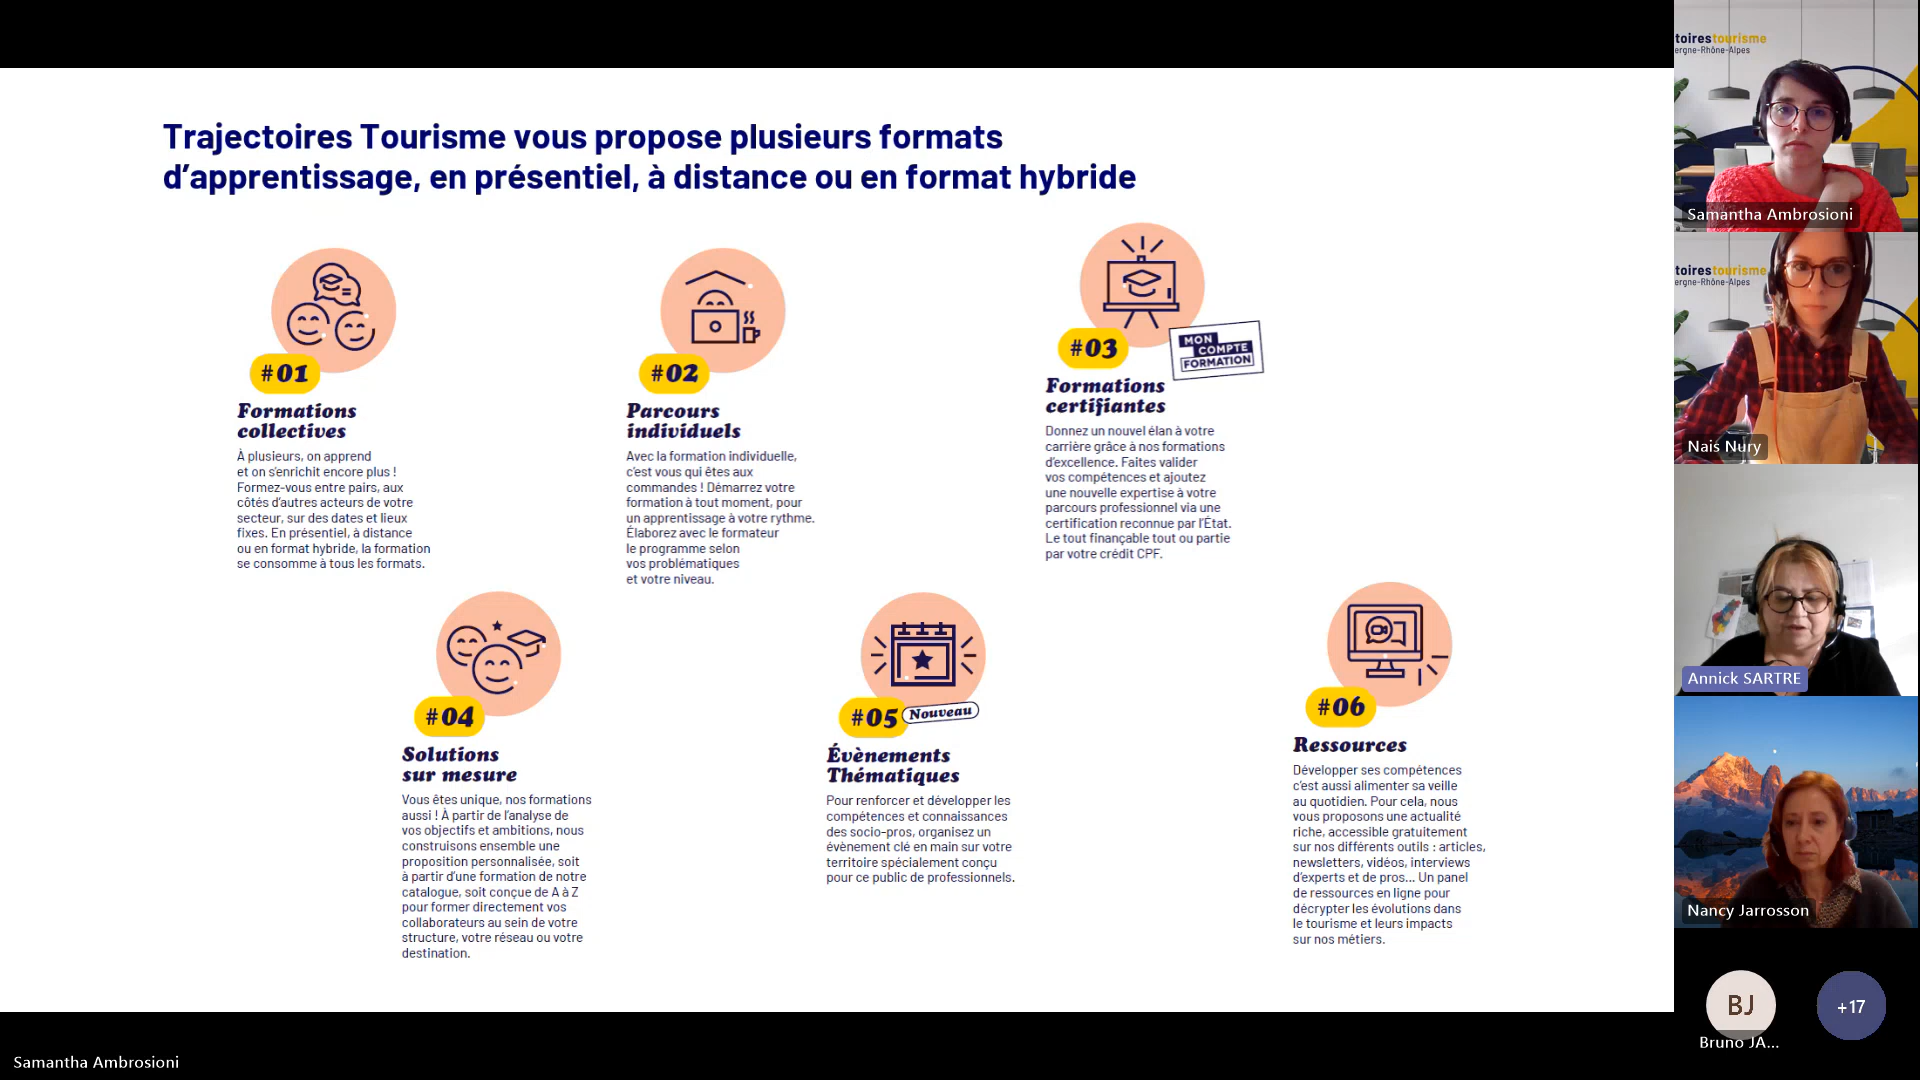 Trajectoires Tourisme vous propose plusieurs formats
d'apprentissage, en présentiel, à distance ou en format hybride
#01
Formations
collectives
À plusieurs, on apprend
et on s'enrichit encore plus !
Formez-vous entre pairs, aux
côtés d'autres acteurs de votre
secteur, sur des dates et lieux
fixes. En présentiel, à distance
ou en format hybride, la formation
se consomme à tous les formats.
#02
Parcours
individuels
Avec la formation individuelle,
c'est vous qui êtes aux
commandes ! Démarrez votre
formation à tout moment, pour
un apprentissage à votre rythme.
Élaborez avec le formateur
le programme selon
vos problématiques
et votre niveau.
#03
MON
COMPTE
FORMATION
Formations
certifiantes
Donnez un nouvel élan à votre
carrière grâce à nos formations
d'excellence. Faites valider
vos compétences et ajoutez
une nouvelle expertise à votre
parcours professionnel via une
certification reconnue par l'État.
Le tout finançable tout ou partie
par votre crédit CPF.
#04
Solutions
sur mesure
Vous êtes unique, nos formations
aussi ! À partir de l'analyse de
vos objectifs et ambitions, nous
construisons ensemble une
proposition personnalisée, soit
à partir d'une formation de notre
catalogue, soit conçue de A à Z
pour former directement vos
collaborateurs au sein de votre
structure, votre réseau ou votre
destination.
#05
Nouveau
Évènements
Thématiques
Pour renforcer et développer les
compétences et connaissances
des socio-pros, organisez un
évènement clé en main sur votre
territoire spécialement conçu
pour ce public de professionnels.
#06
Ressources
Développer ses compétences
c'est aussi alimenter sa veille
au quotidien. Pour cela, nous
vous proposons une actualité
riche, accessible gratuitement
sur nos différents outils : articles,
newsletters, vidéos, interviews
d'experts et de pros... Un panel
de ressources en ligne pour
décrypter les évolutions dans
le tourisme et leurs impacts
sur nos métiers.
toirestourisme
ergne-Rhône-Alpes
Samantha Ambrosioni
toirestourisme
ergne-Rhône-Alpes
Nais Nury
Annick SARTRE
Nancy Jarrosson
BJ
Bruno JA...
+17
Samantha Ambrosioni